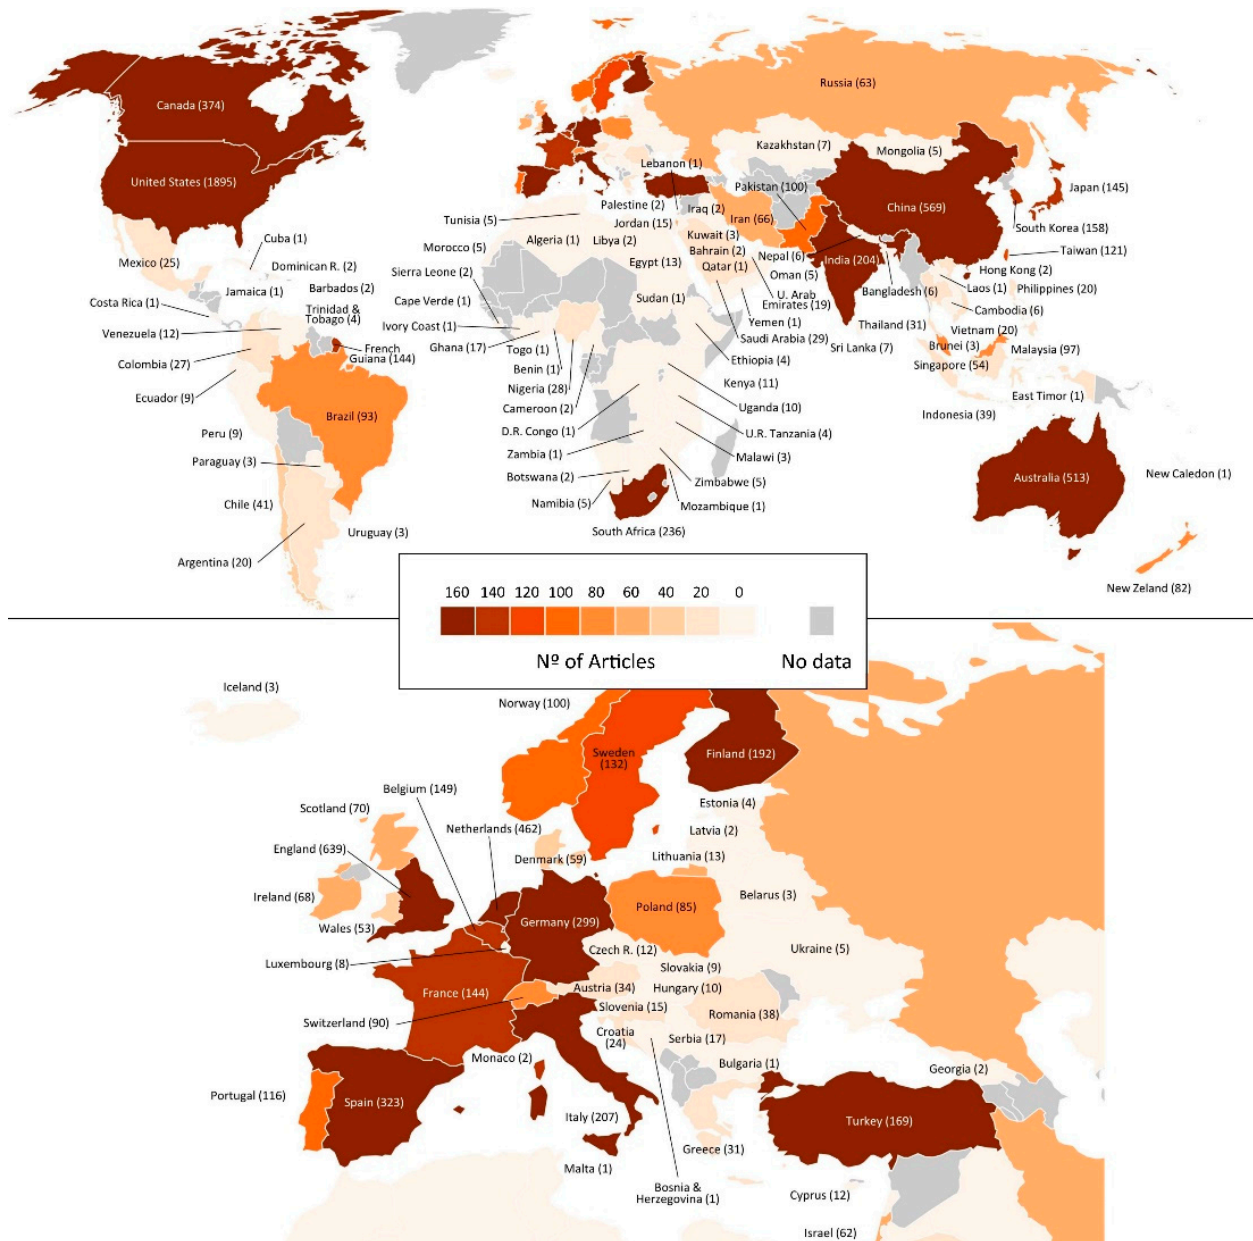 Canada (374)
United States (1895)
Russia (63)
Kazakhstan (7)
Mongolia (5)
Lebanon (1)
Pakistan (100)
China (569)
Japan (145)
South Korea (158)
Palestine (2)
Iraq (2)
Iran (66)
Tunisia (5)
Jordan (15)
Kuwait (3)
Taiwan (121)
Cuba (1)
Morocco (5)
Algeria (1)
Libya (2)
Bahrain (2)
Nepal (6)
India (204)
Mexico (25)
Dominican R. (2)
Sierra Leone (2)
Egypt (13)
Qatar (1)
Oman (5)
Hong Kong (2)
Jamaica (1)
Barbados (2)
Bangladesh (6)
Laos (1)
Philippines (20)
Costa Rica (1)
Trinidad &
Tobago (4)
Cape Verde (1)
Sudan (1)
U. Arab
Emirates (19)
Cambodia (6)
Venezuela (12)
Ivory Coast (1)
Yemen (1)
Thailand (31)
Vietnam (20)
French
Guiana (144)
Ghana (17)
Saudi Arabia (29)
Sri Lanka (7)
Brunei (3)
Malaysia (97)
Colombia (27)
Togo (1)
Ethiopia (4)
Singapore (54)
Benin (1)
Ecuador (9)
Nigeria (28)
Kenya (11)
East Timor (1)
Brazil (93)
Cameroon (2)
Uganda (10)
Indonesia (39)
Peru (9)
D.R. Congo (1)
U.R. Tanzania (4)
Paraguay (3)
Zambia (1)
Malawi (3)
Botswana (2)
Zimbabwe (5)
Australia (513)
New Caledon (1)
Chile (41)
Namibia (5)
Mozambique (1)
Uruguay (3)
South Africa (236)
Argentina (20)
New Zeland (82)
160 140 120 100 80 60 40 20 0
Nº of Articles
No data
Iceland (3)
Norway (100)
Sweden
(132)
Finland (192)
Belgium (149)
Estonia (4)
Scotland (70)
Netherlands (462)
Latvia (2)
England (639)
Denmark (59)
Lithuania (13)
Ireland (68)
Belarus (3)
Poland (85)
Wales (53)
Germany (299)
Czech R. (12)
Ukraine (5)
Luxembourg (8)
Slovakia (9)
France (144)
Austria (34)
Hungary (10)
Slovenia (15)
Romania (38)
Switzerland (90)
Croatia
(24)
Serbia (17)
Monaco (2)
Bulgaria (1)
Georgia (2)
Portugal (116)
Spain (323)
Italy (207)
Turkey (169)
Greece (31)
Malta (1)
Bosnia &
Herzegovina (1)
Cyprus (12)
Israel (62)